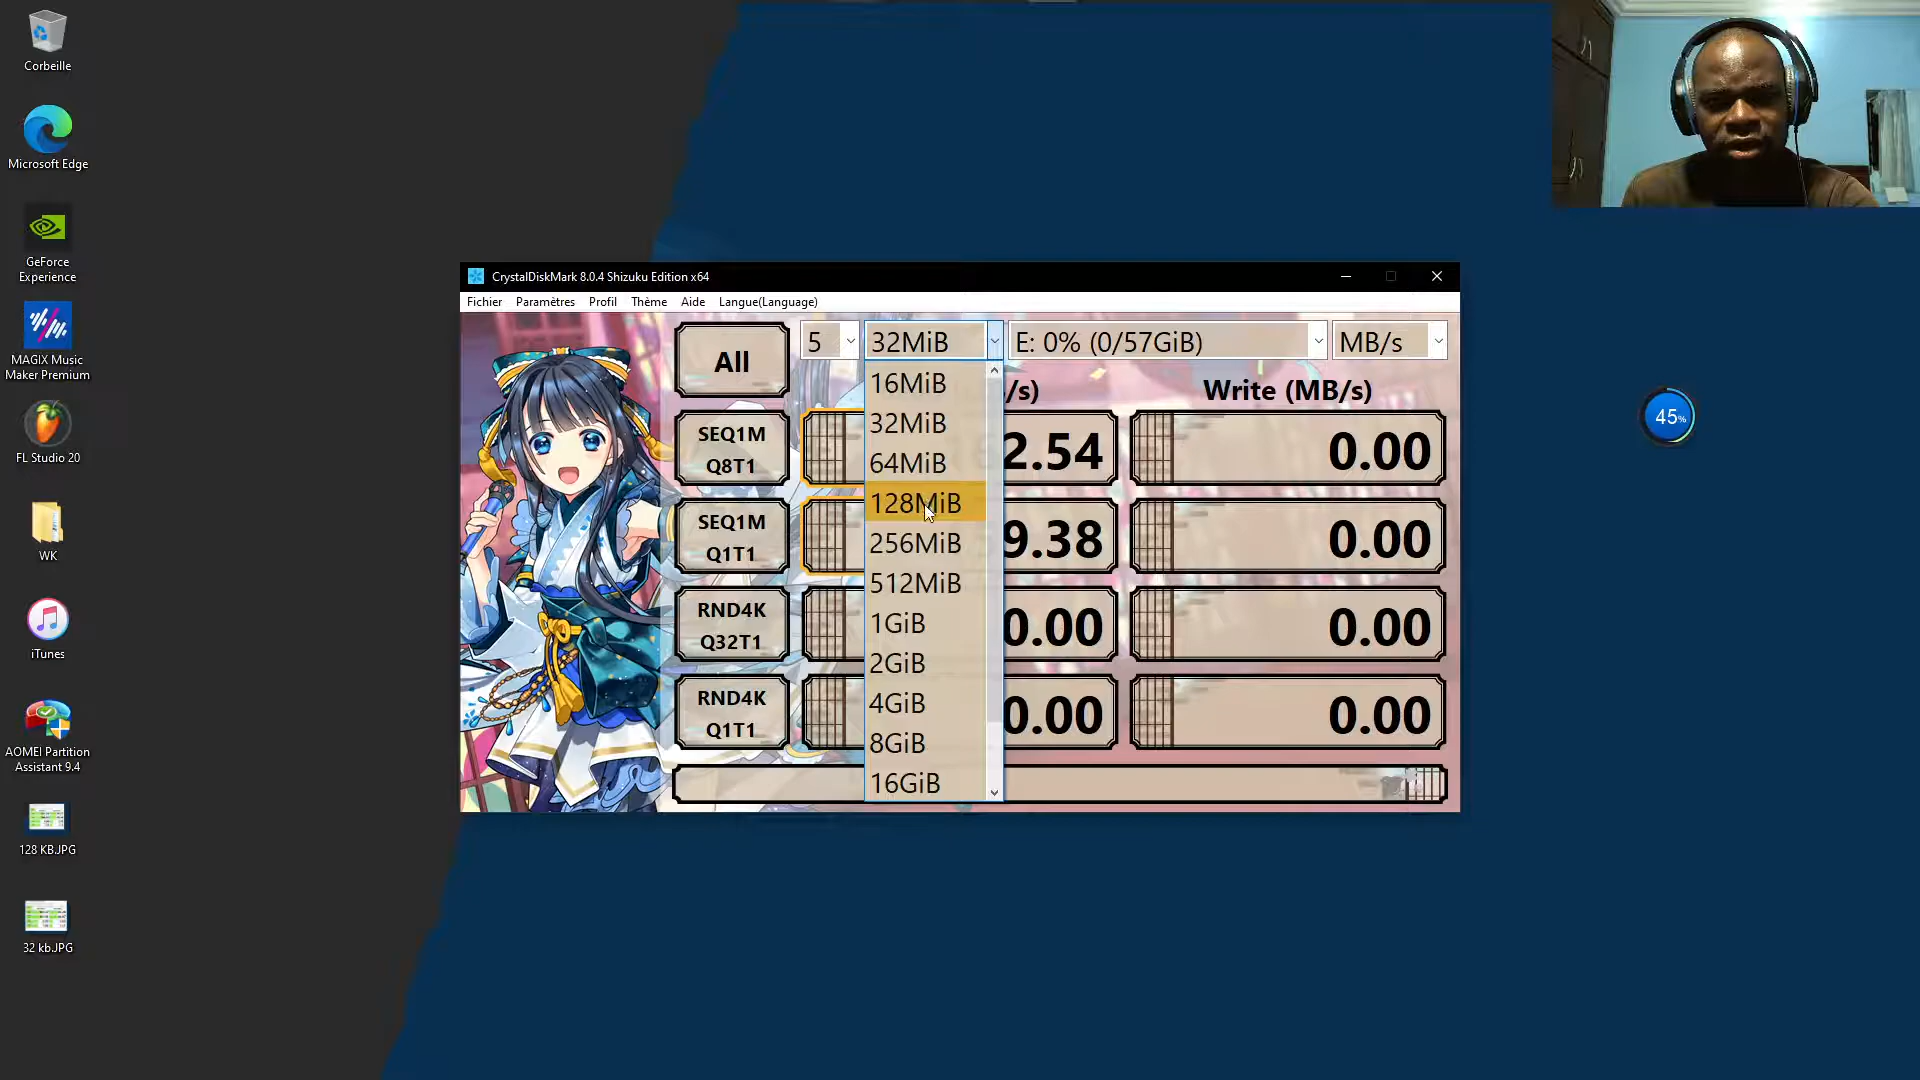 Corbeille
Microsoft Edge
GeForce
Experience
MAGIX Music
Maker Premium
FL Studio 20
WK
iTunes
AOMEI Partition
Assistant 9.4
128 KB.JPG
32 kb.JPG
CrystalDiskMark 8.0.4 Shizuku Edition x64
Fichier Paramètres Profil Thème Aide Langue(Language)
All
5
32MiB
E: 0% (0/57GiB)
MB/s
16MiB
32MiB
64MiB
128MiB
256MiB
512MiB
1GiB
2GiB
4GiB
8GiB
16GiB
/s)
Write (MB/s)
SEQ1M
Q8T1
2.54
0.00
SEQ1M
Q1T1
9.38
0.00
RND4K
Q32T1
0.00
0.00
RND4K
Q1T1
0.00
0.00
45%